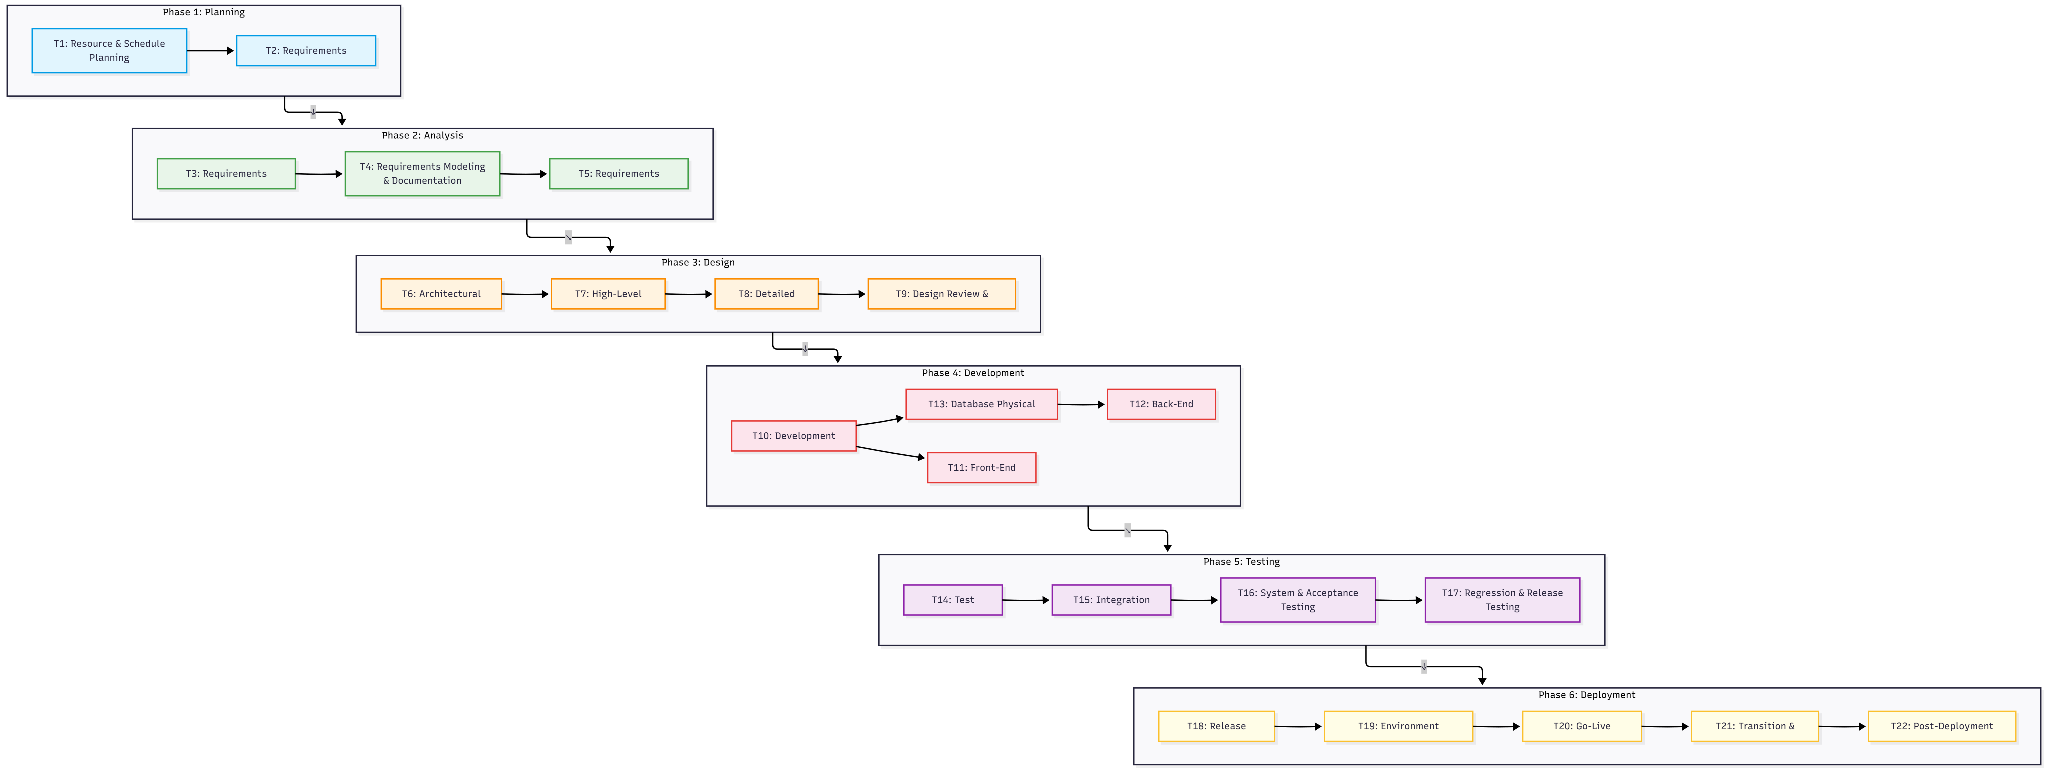 Phase 1: Planning
T1: Resource & Schedule
Planning
T2: Requirements
Phase 2: Analysis
T3: Requirements
T4: Requirements Modeling
& Documentation
T5: Requirements
Phase 3: Design
T6: Architectural
T7: High-Level
T8: Detailed
T9: Design Review &
Phase 4: Development
T10: Development
T13: Database Physical
T12: Back-End
T11: Front-End
Phase 5: Testing
T14: Test
T15: Integration
T16: System & Acceptance
Testing
T17: Regression & Release
Testing
Phase 6: Deployment
T18: Release
T19: Environment
T20: Go-Live
T21: Transition &
T22: Post-Deployment